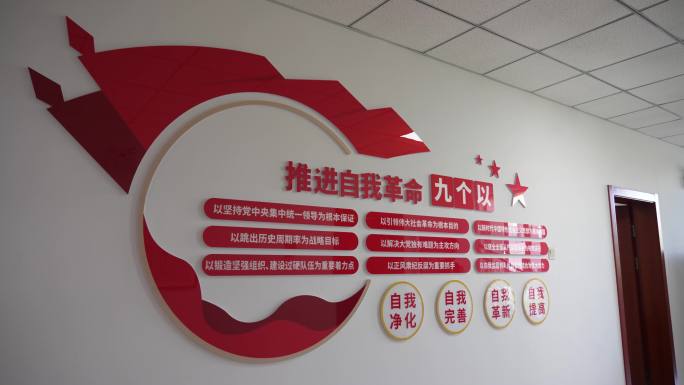 推进自我革命 九个以
以坚持党中央集中统一领导为根本保证
以引领伟大社会革命为根本目的
以跳出历史周期率为战略目标
以解决大党独有难题为主攻方向
以锻造坚强组织、建设过硬队伍为重要着力点
以正风肃纪反腐为重要抓手
自我
净化
自我
完善
自我
革新
自我
提高